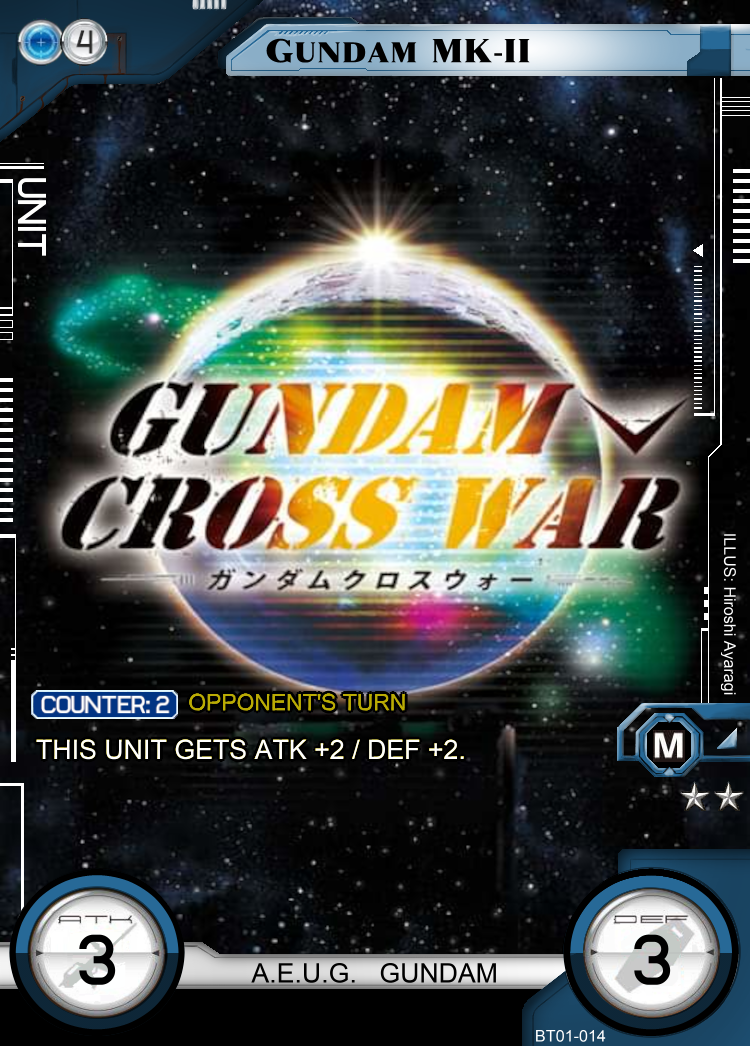 4
GUNDAM MK-II
UNIT
GUNDAM
CROSS WAR
ガンダムクロスウォー
ILLUS: Hiroshi Ayaragi
COUNTER: 2 OPPONENT'S TURN
THIS UNIT GETS ATK +2 / DEF +2.
M
ATK
3
DEF
3
A.E.U.G. GUNDAM
BT01-014